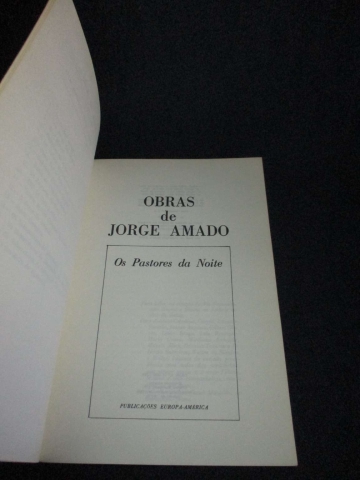 OBRAS
de
JORGE AMADO
Os Pastores da Noite
PUBLICAÇÕES EUROPA-AMÉRICA